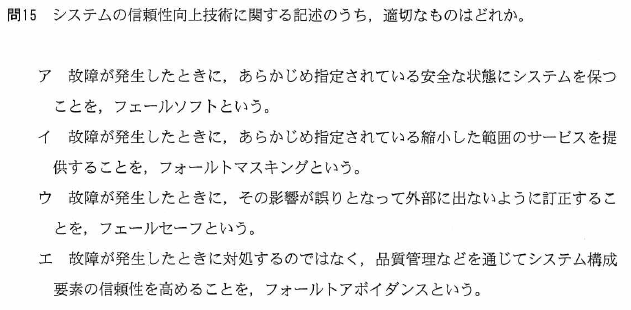 問15 システムの信頼性向上技術に関する記述のうち，適切なものはどれか。
ア 故障が発生したときに，あらかじめ指定されている安全な状態にシステムを保つ
ことを，フェールソフトという。
イ 故障が発生したときに，あらかじめ指定されている縮小した範囲のサービスを提
供することを，フォールトマスキングという。
ウ 故障が発生したときに，その影響が誤りとなって外部に出ないように訂正するこ
とを，フェールセーフという。
エ 故障が発生したときに対処するのではなく，品質管理などを通じてシステム構成
要素の信頼性を高めることを，フォールトアボイダンスという。